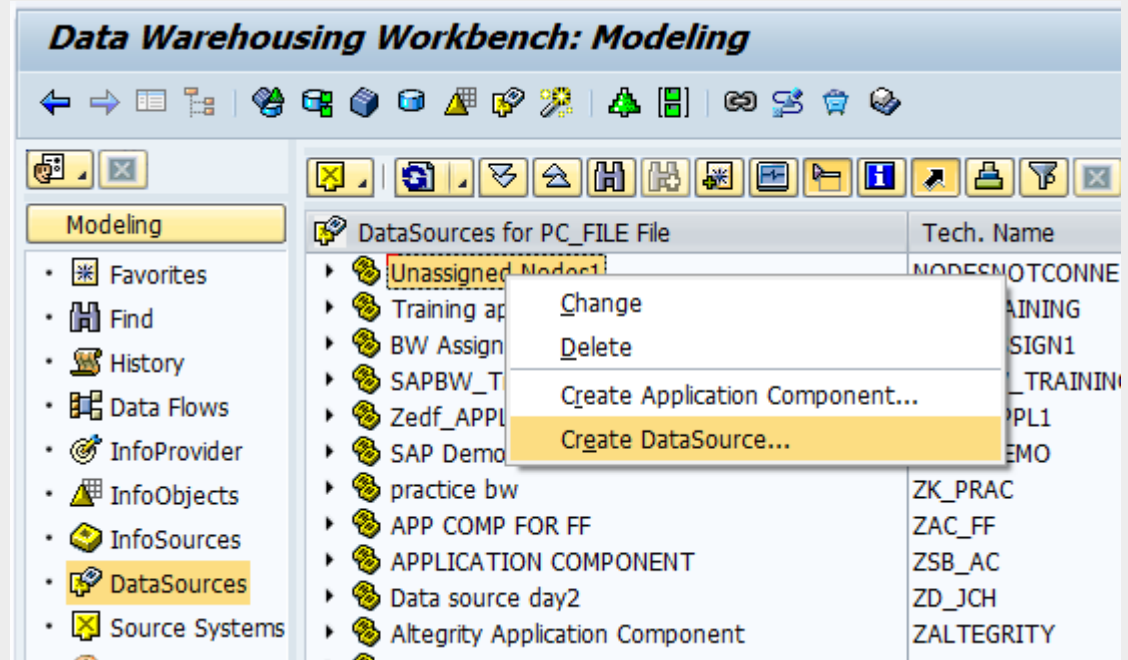 Data Warehousing Workbench: Modeling
Modeling
Favorites
Find
History
Data Flows
InfoProvider
InfoObjects
InfoSources
DataSources
Source Systems
DataSources for PC_FILE File Tech. Name
Unassigned Nodes1 NODESNOTCONNE
Training ap AINING
BW Assign SIGN1
SAPBW_T _TRAINING
Zedf_APPL PPL1
SAP Demo EMO
practice bw ZK_PRAC
APP COMP FOR FF ZAC_FF
APPLICATION COMPONENT ZSB_AC
Data source day2 ZD_JCH
Altegrity Application Component ZALTEGRITY
Change
Delete
Create Application Component...
Create DataSource...